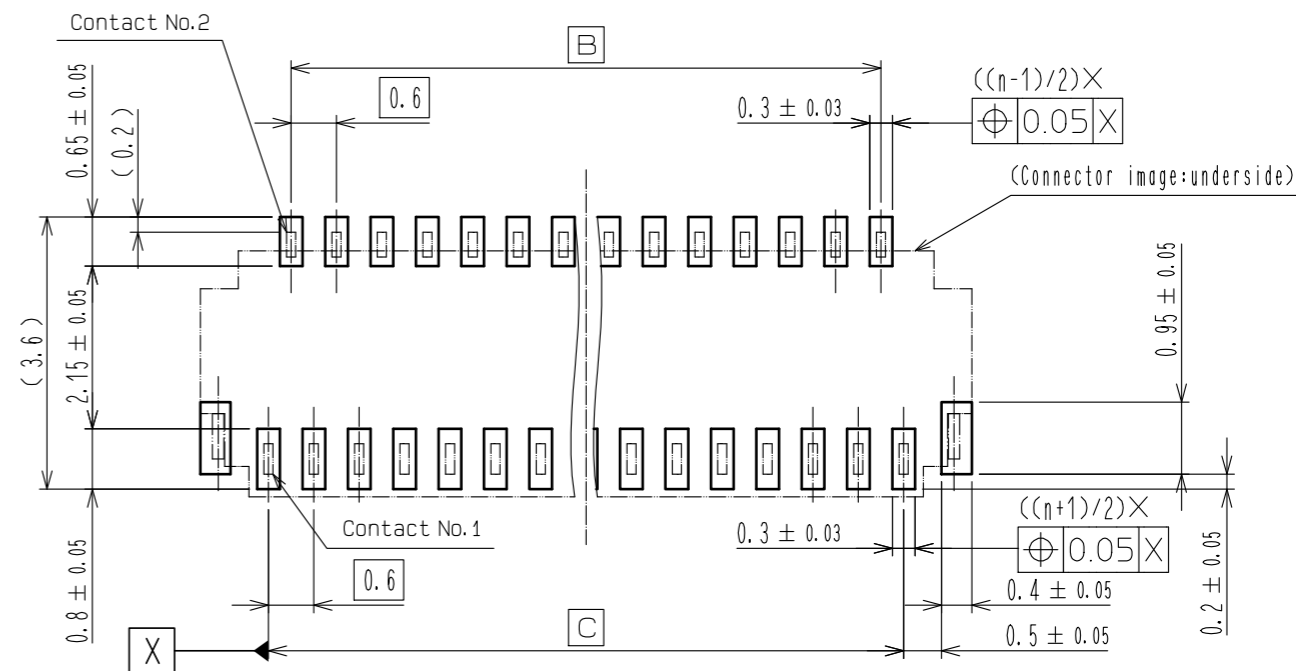 Contact No.2
B
0.6
0.3 ± 0.03
((n-1)/2)X
⌖ 0.05 X
(Connector image:underside)
0.65 ± 0.05
(0.2)
(3.6)
2.15 ± 0.05
0.8 ± 0.05
0.95 ± 0.05
Contact No.1
0.6
0.3 ± 0.03
((n+1)/2)X
⌖ 0.05 X
0.4 ± 0.05
0.2 ± 0.05
C
0.5 ± 0.05
X